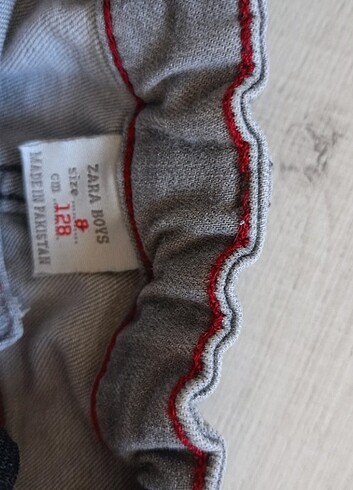 ZARA BOYS
size 8
cm 128
MADE IN PAKISTAN